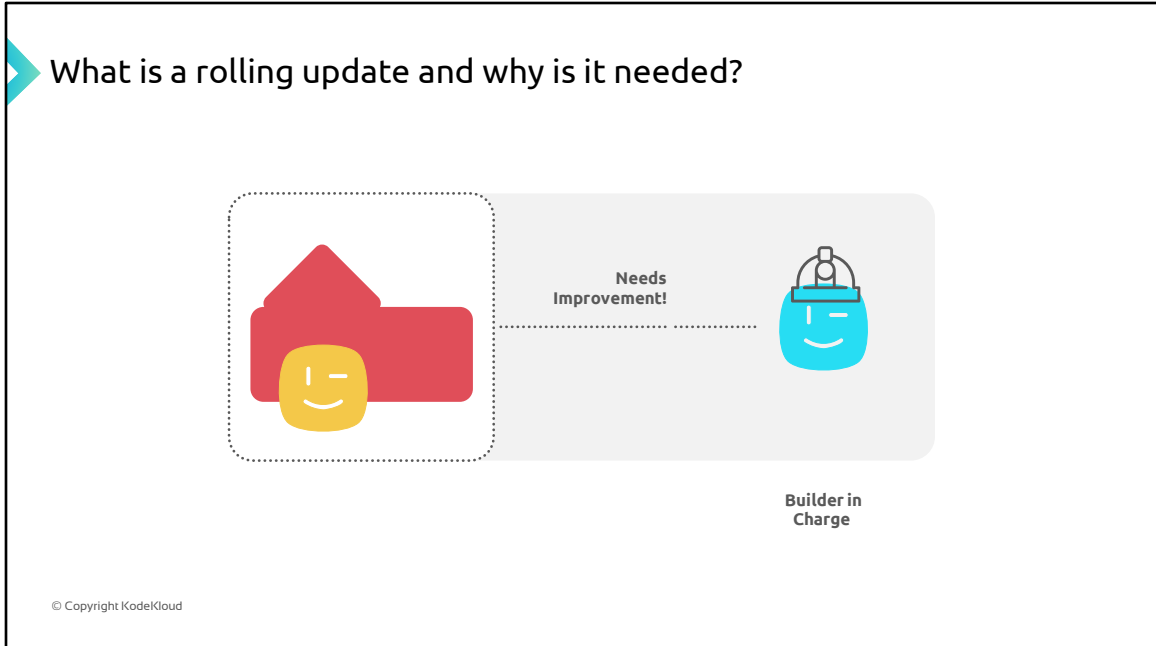 What is a rolling update and why is it needed?
Needs
Improvement!
Builder in
Charge
© Copyright KodeKloud